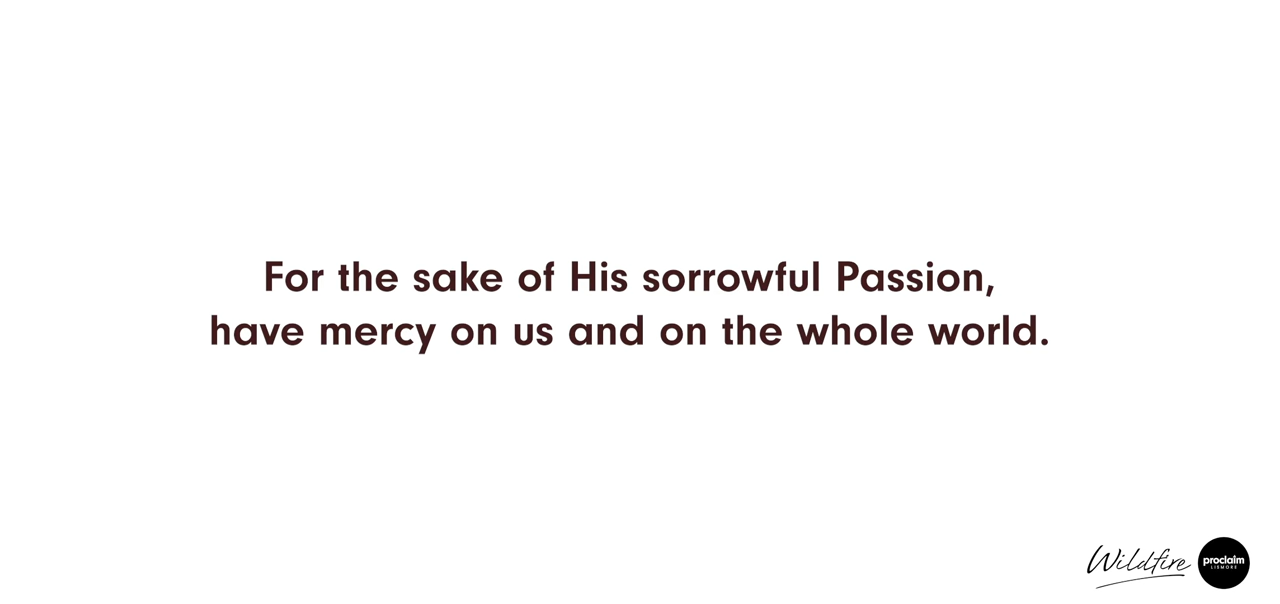 For the sake of His sorrowful Passion,
have mercy on us and on the whole world.
Wildfire
proclaim
LISMORE